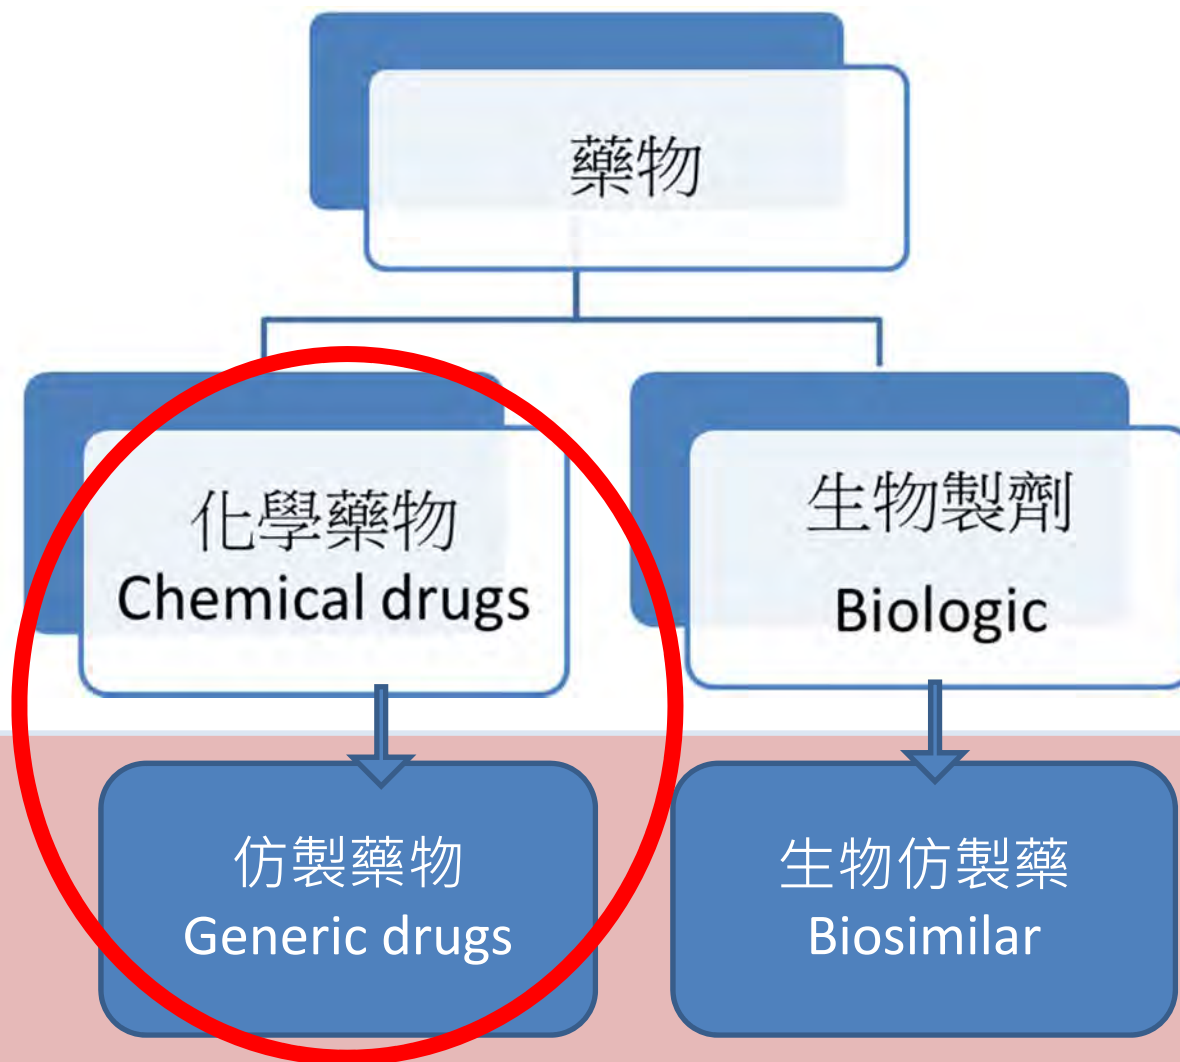 藥物
化學藥物
Chemical drugs
生物製劑
Biologic
仿製藥物
Generic drugs
生物仿製藥
Biosimilar